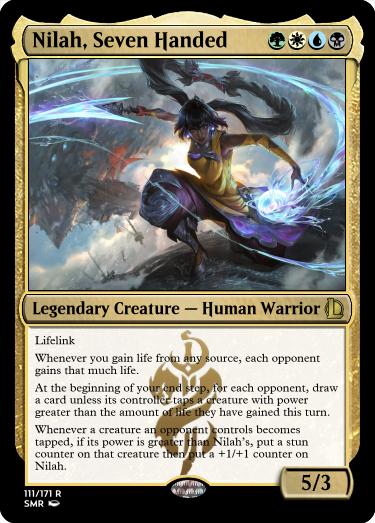 Nilah, Seven Handed
Legendary Creature — Human Warrior
Lifelink
Whenever you gain life from any source, each opponent
gains that much life.
At the beginning of your end step, for each opponent, draw
a card unless its controller taps a creature with power
greater than the amount of life they have gained this turn.
Whenever a creature an opponent controls becomes
tapped, if its power is greater than Nilah's, put a stun
counter on that creature then put a +1/+1 counter on
Nilah.
5/3
111/171 R
SMR